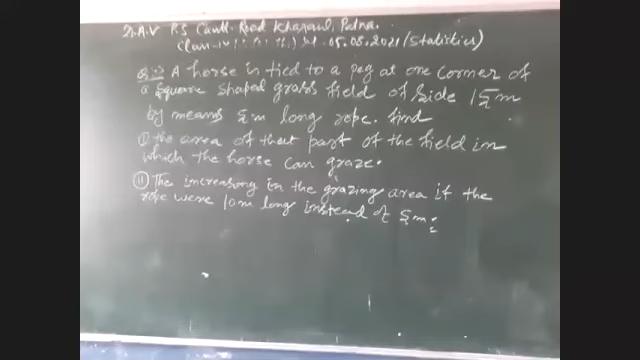 D.A.V P.S Cantt. Road Khagaul, Patna.
05.08.2021/Statistics)
A horse is tied to a peg at one corner of
a square shaped grass field of side 15m
by means 5m long rope. find
(i) the area of that part of the field in
which the horse can graze.
(ii) The increasing in the grazing area if the
rope were 10m long instead of 5m.